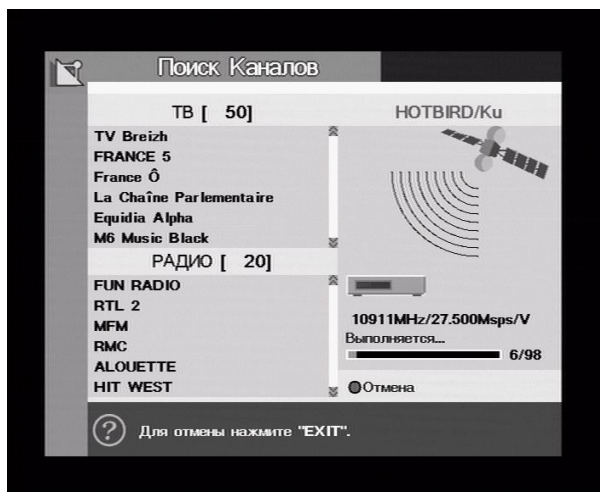 Поиск Каналов
ТВ [ 50]
TV Breizh
FRANCE 5
France Ô
La Chaîne Parlementaire
Equidia Alpha
M6 Music Black
РАДИО [ 20]
FUN RADIO
RTL 2
MFM
RMC
ALOUETTE
HIT WEST
HOTBIRD/Ku
10911MHz/27.500Msps/V
Выполняется...
6/98
Отмена
? Для отмены нажмите "EXIT".